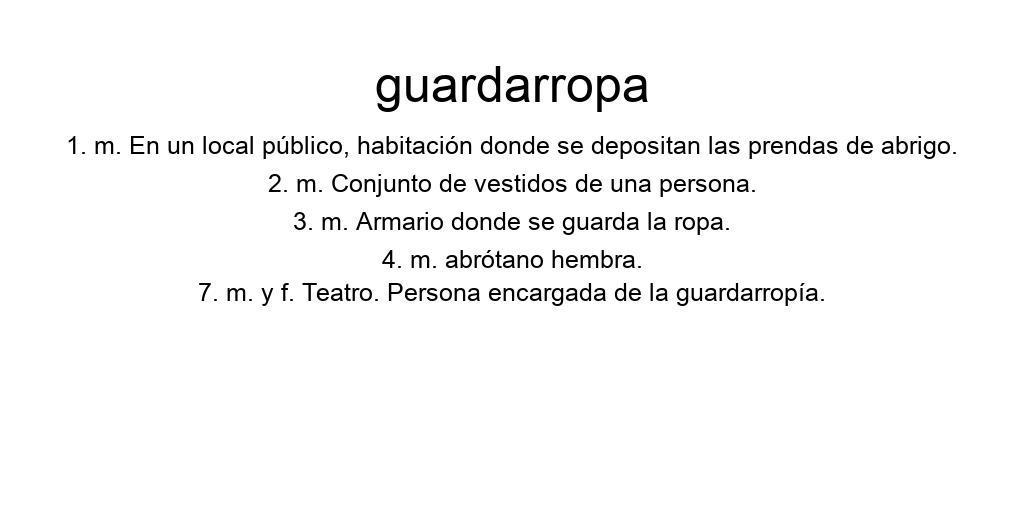 guardarropa
1. m. En un local público, habitación donde se depositan las prendas de abrigo.
2. m. Conjunto de vestidos de una persona.
3. m. Armario donde se guarda la ropa.
4. m. abrótano hembra.
7. m. y f. Teatro. Persona encargada de la guardarropía.